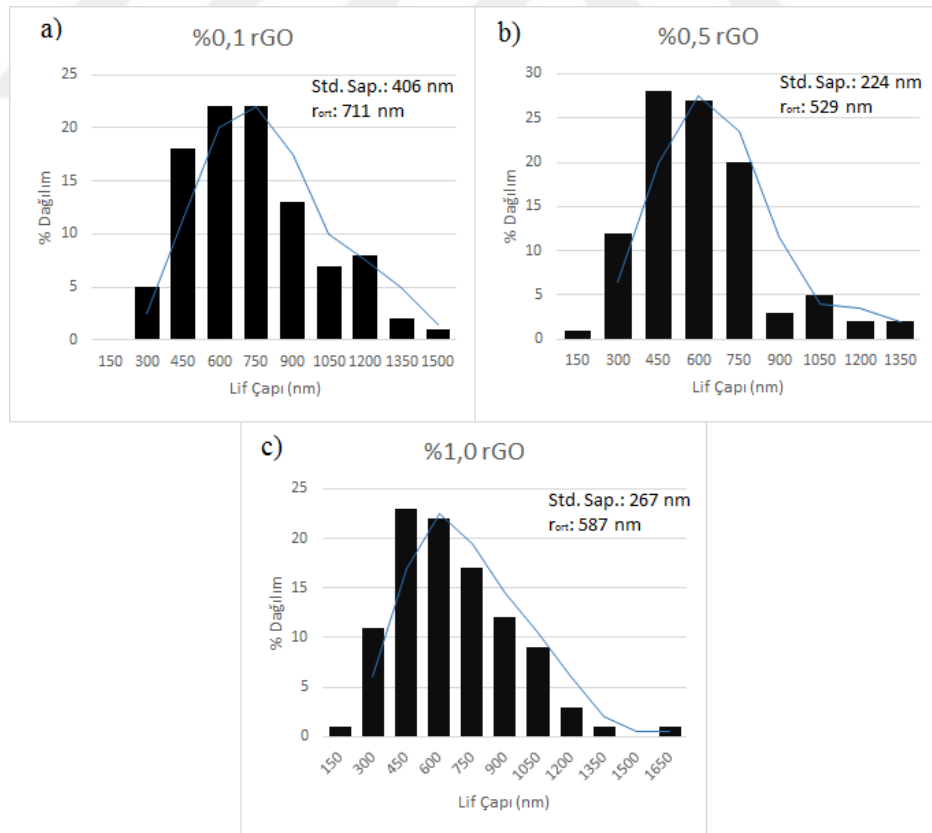 a)
%0,1 rGO
Std. Sap.: 406 nm
rort: 711 nm
25
20
15
10
5
0
% Dağılım
150 300 450 600 750 900 1050 1200 1350 1500
Lif Çapı (nm)
b)
%0,5 rGO
Std. Sap.: 224 nm
rort: 529 nm
30
25
20
15
10
5
0
% Dağılım
150 300 450 600 750 900 1050 1200 1350
Lif Çapı (nm)
c)
%1,0 rGO
Std. Sap.: 267 nm
rort: 587 nm
25
20
15
10
5
0
% Dağılım
150 300 450 600 750 900 1050 1200 1350 1500 1650
Lif Çapı (nm)